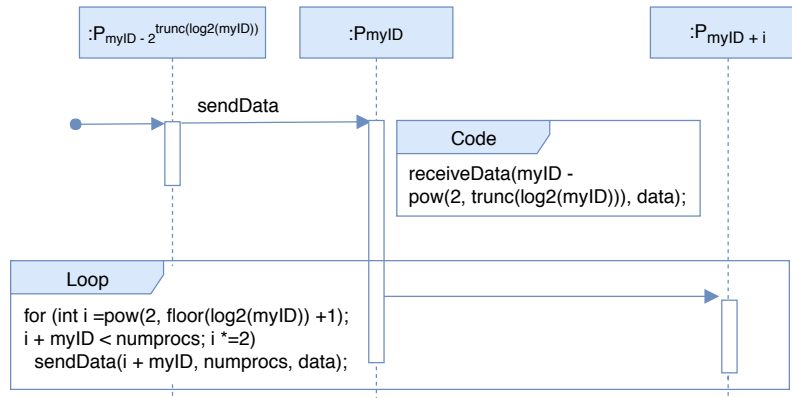 :PmyID - 2trunc(log2(myID))
:PmyID
:PmyID + i
sendData
Code
receiveData(myID -
pow(2, trunc(log2(myID))), data);
Loop
for (int i =pow(2, floor(log2(myID)) +1);
i + myID < numprocs; i *=2)
sendData(i + myID, numprocs, data);